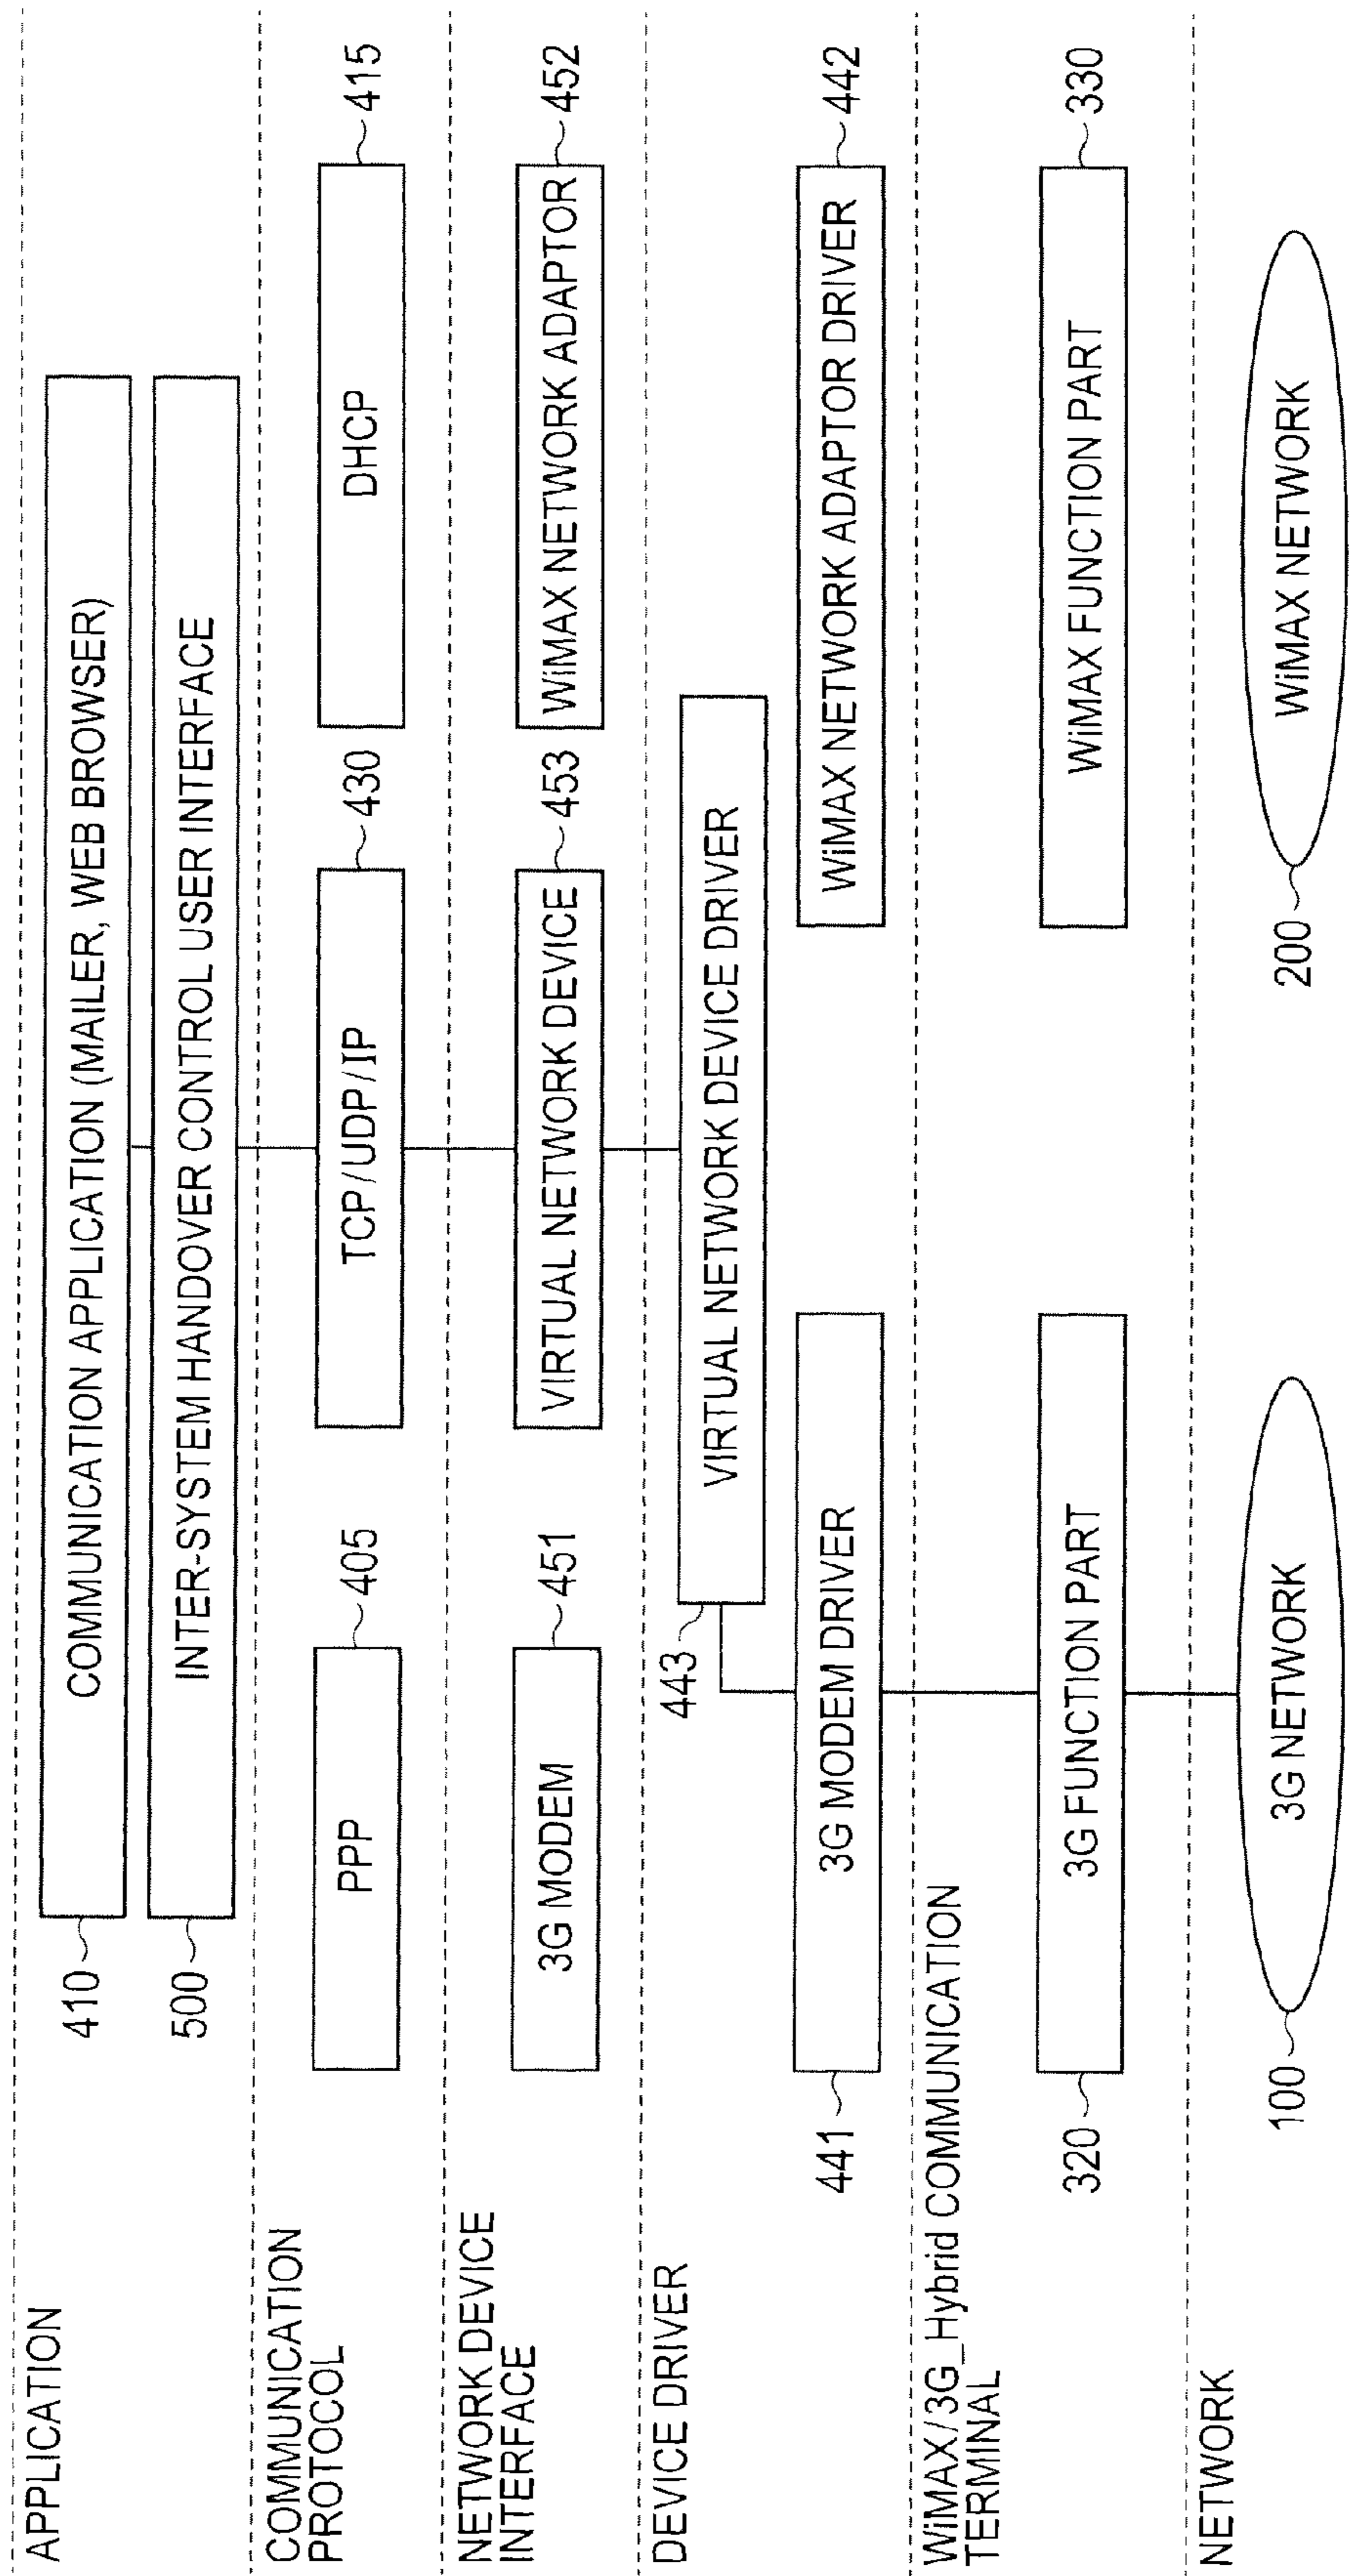 APPLICATION
410
COMMUNICATION APPLICATION (MAILER, WEB BROWSER)
500
INTER-SYSTEM HANDOVER CONTROL USER INTERFACE
COMMUNICATION
PROTOCOL
PPP
405
TCP/UDP/IP
430
DHCP
415
NETWORK DEVICE
INTERFACE
3G MODEM
451
VIRTUAL NETWORK DEVICE
453
WiMAX NETWORK ADAPTOR
452
DEVICE DRIVER
443
VIRTUAL NETWORK DEVICE DRIVER
441
3G MODEM DRIVER
WiMAX NETWORK ADAPTOR DRIVER
442
WiMAX/3G_Hybrid COMMUNICATION
TERMINAL
320
3G FUNCTION PART
WiMAX FUNCTION PART
330
NETWORK
100
3G NETWORK
200
WiMAX NETWORK